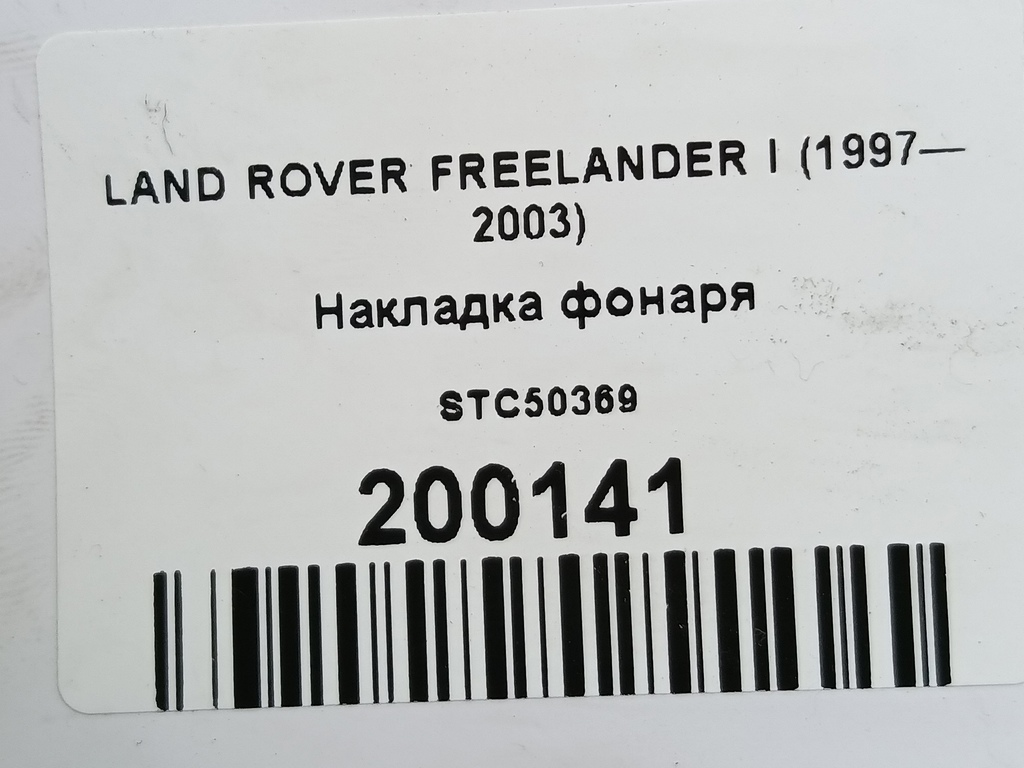 LAND ROVER FREELANDER I (1997—
2003)
Накладка фонаря
STC50369
200141